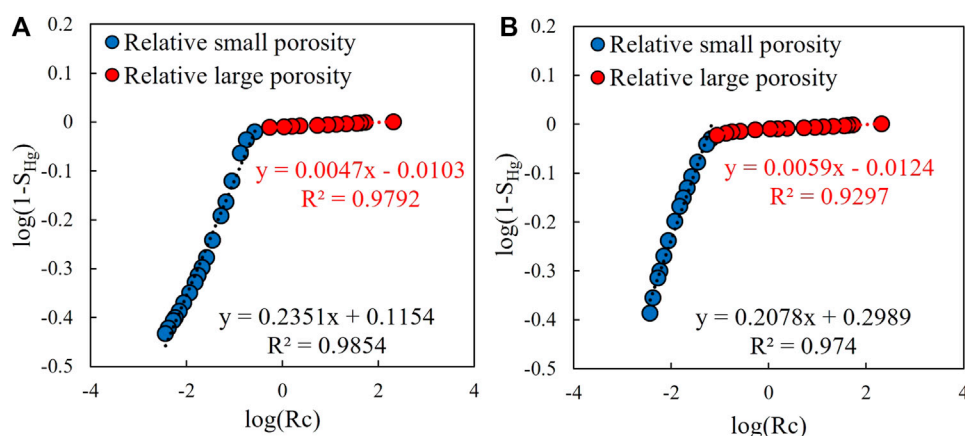 A
0.2
0.1
0
-0.1
-0.2
-0.3
-0.4
-0.5
log(1-S_Hg)
Relative small porosity
Relative large porosity
y = 0.0047x - 0.0103
R² = 0.9792
y = 0.2351x + 0.1154
R² = 0.9854
-4 -2 0 2 4
log(Rc)
B
0.2
0.1
0
-0.1
-0.2
-0.3
-0.4
-0.5
log(1-S_Hg)
Relative small porosity
Relative large porosity
y = 0.0059x - 0.0124
R² = 0.9297
y = 0.2078x + 0.2989
R² = 0.974
-4 -2 0 2 4
log(Rc)